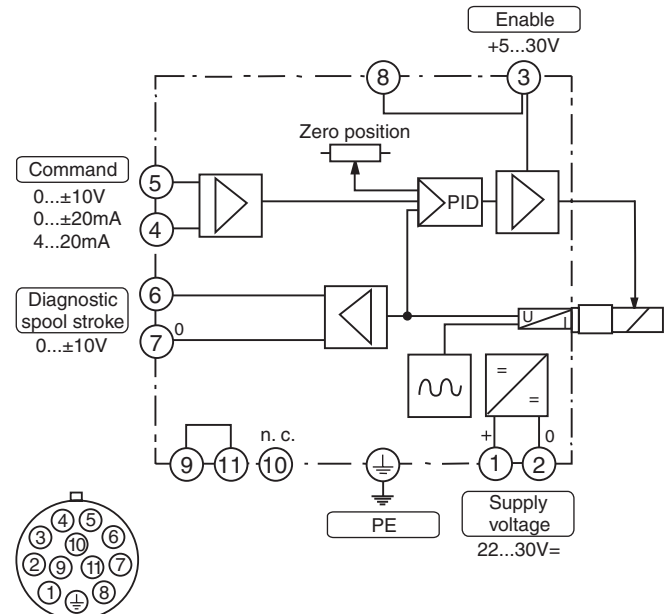 Enable
+5...30V
8
3
Zero position
Command
0...±10V
0...±20mA
4...20mA
5
4
PID
Diagnostic
spool stroke
0...±10V
6
7
0
U
I
=
=
+
0
n. c.
9
11
10
1
2
PE
Supply
voltage
22...30V=
4
5
3
10
6
2
9
11
7
1
8